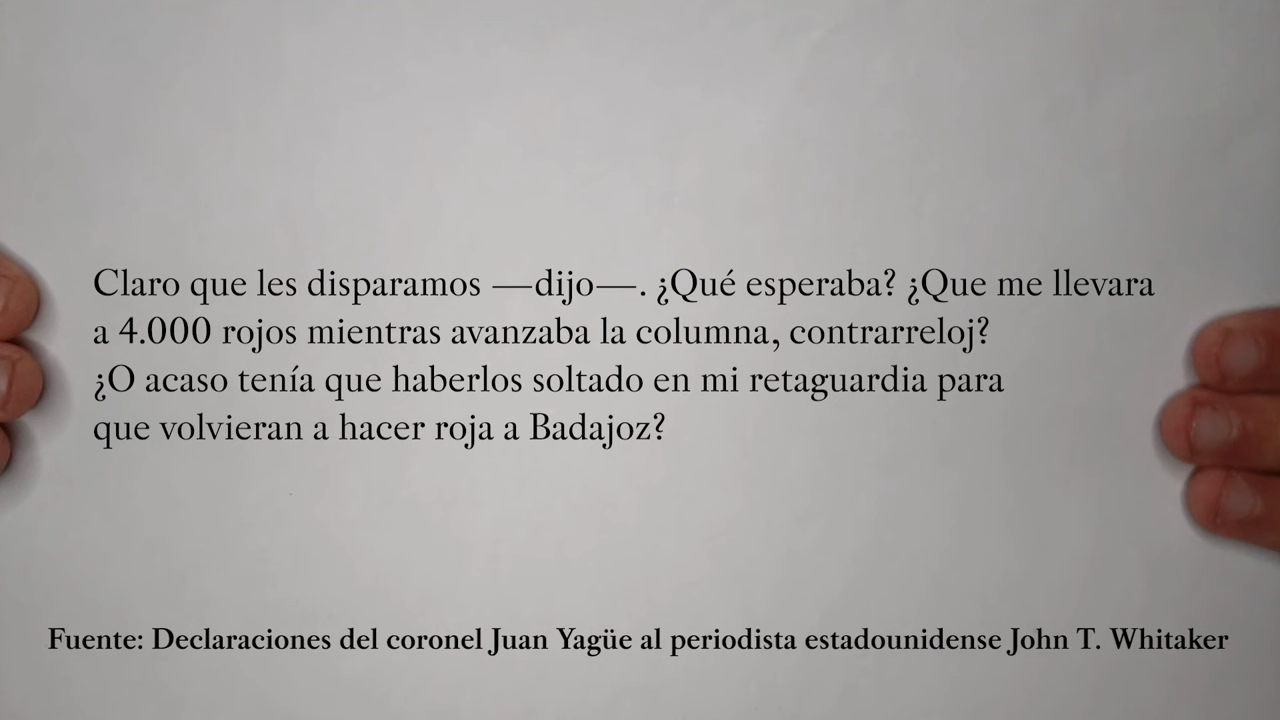 Claro que les disparamos —dijo—. ¿Qué esperaba? ¿Que me llevara
a 4.000 rojos mientras avanzaba la columna, contrarreloj?
¿O acaso tenía que haberlos soltado en mi retaguardia para
que volvieran a hacer roja a Badajoz?
Fuente: Declaraciones del coronel Juan Yagüe al periodista estadounidense John T. Whitaker